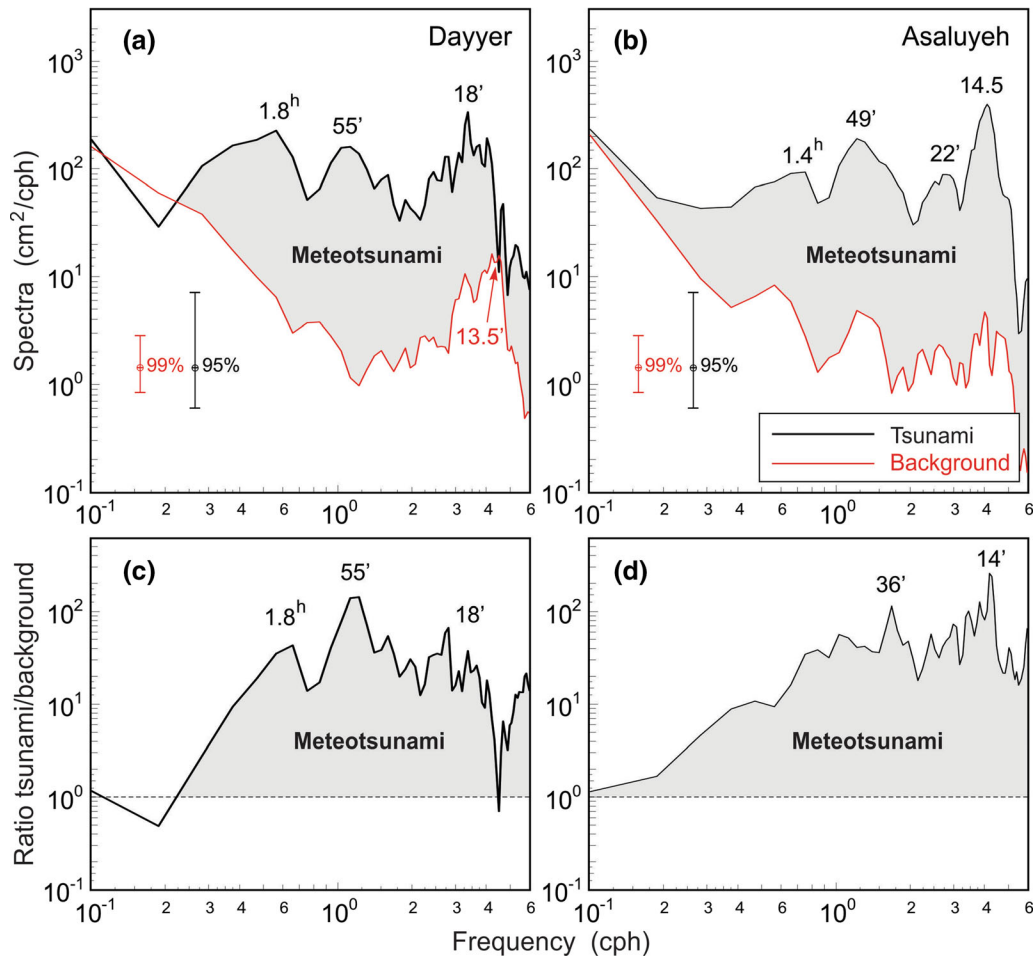 (a) Dayyer
(b) Asaluyeh
Spectra (cm²/cph)
10³
10²
10¹
10⁰
10⁻¹
1.8ʰ
55’
18’
Meteotsunami
13.5’
99%
95%
10⁻¹ 2 3 4 6 10⁰ 2 3 4 6
10³
10²
10¹
10⁰
10⁻¹
1.4ʰ
49’
22’
14.5
Meteotsunami
99%
95%
Tsunami
Background
10⁻¹ 2 3 4 6 10⁰ 2 3 4 6
Ratio tsunami/background
(c)
10²
10¹
10⁰
10⁻¹
1.8ʰ
55’
18’
Meteotsunami
10⁻¹ 2 3 4 6 10⁰ 2 3 4 6
(d)
10²
10¹
10⁰
10⁻¹
36’
14’
Meteotsunami
10⁻¹ 2 3 4 6 10⁰ 2 3 4 6
Frequency (cph)